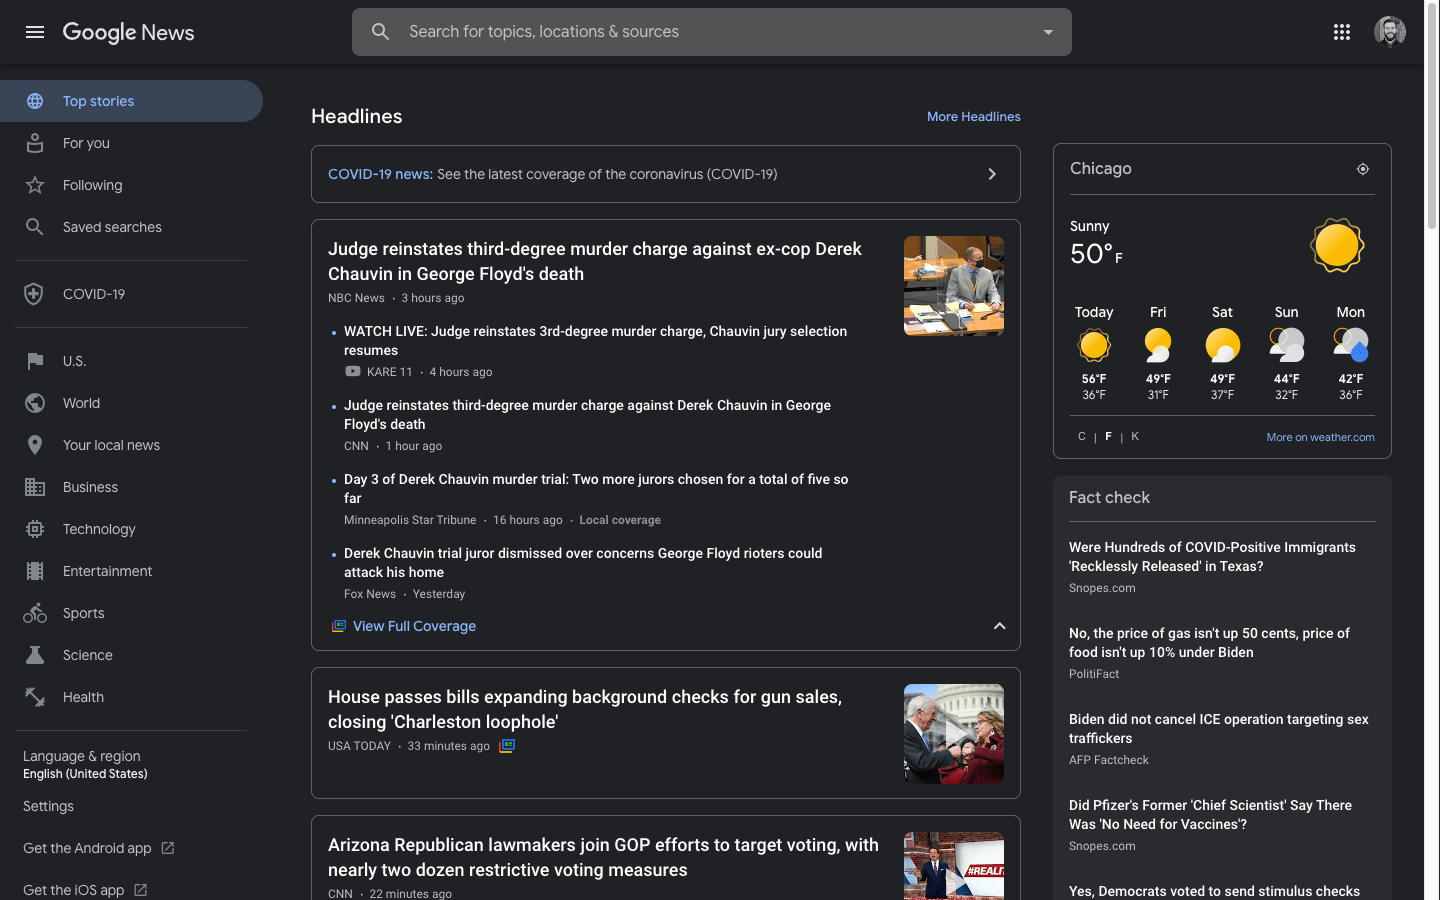 Google News
Search for topics, locations & sources
Top stories
For you
Following
Saved searches
COVID-19
U.S.
World
Your local news
Business
Technology
Entertainment
Sports
Science
Health
Language & region
English (United States)
Settings
Get the Android app
Get the iOS app
Headlines
More Headlines
COVID-19 news: See the latest coverage of the coronavirus (COVID-19)
Judge reinstates third-degree murder charge against ex-cop Derek
Chauvin in George Floyd's death
NBC News · 3 hours ago
WATCH LIVE: Judge reinstates 3rd-degree murder charge, Chauvin jury selection
resumes
KARE 11 · 4 hours ago
Judge reinstates third-degree murder charge against Derek Chauvin in George
Floyd's death
CNN · 1 hour ago
Day 3 of Derek Chauvin murder trial: Two more jurors chosen for a total of five so
far
Minneapolis Star Tribune · 16 hours ago · Local coverage
Derek Chauvin trial juror dismissed over concerns George Floyd rioters could
attack his home
Fox News · Yesterday
View Full Coverage
House passes bills expanding background checks for gun sales,
closing 'Charleston loophole'
USA TODAY · 33 minutes ago
Arizona Republican lawmakers join GOP efforts to target voting, with
nearly two dozen restrictive voting measures
CNN · 22 minutes ago
#REALIT
Chicago
Sunny
50° F
Today Fri Sat Sun Mon
56°F 49°F 49°F 44°F 42°F
36°F 31°F 37°F 32°F 36°F
C | F | K
More on weather.com
Fact check
Were Hundreds of COVID-Positive Immigrants
'Recklessly Released' in Texas?
Snopes.com
No, the price of gas isn't up 50 cents, price of
food isn't up 10% under Biden
PolitiFact
Biden did not cancel ICE operation targeting sex
traffickers
AFP Factcheck
Did Pfizer's Former 'Chief Scientist' Say There
Was 'No Need for Vaccines'?
Snopes.com
Yes, Democrats voted to send stimulus checks